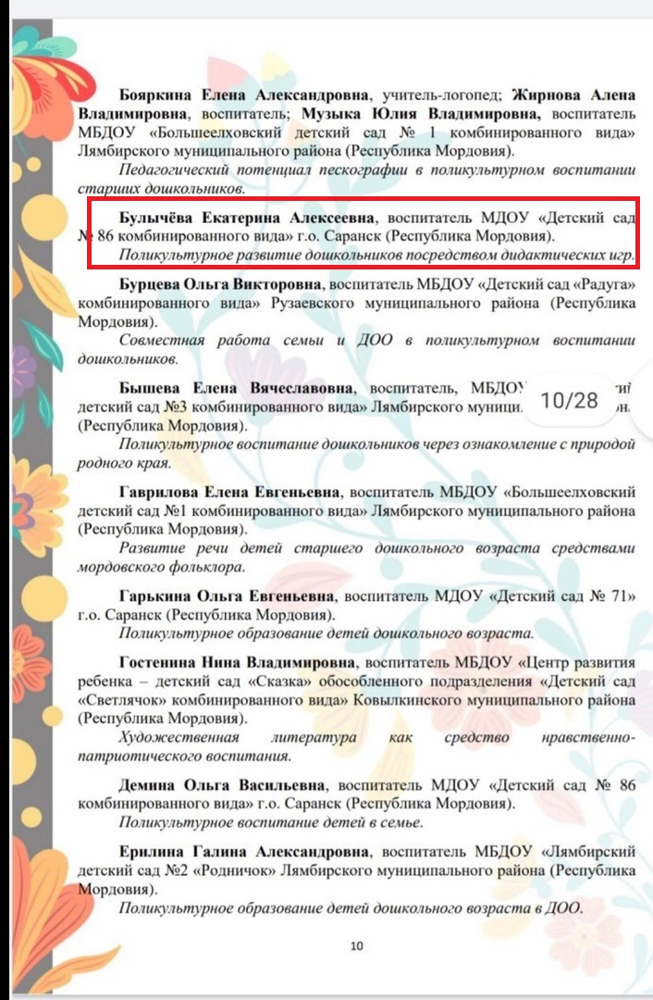 Бояркина Елена Александровна, учитель-логопед; Жирнова Алена
Владимировна, воспитатель; Музыка Юлия Владимировна, воспитатель
МБДОУ «Большеелховский детский сад № 1 комбинированного вида»
Лямбирского муниципального района (Республика Мордовия).
Педагогический потенциал пескографии в поликультурном воспитании
старших дошкольников.
Булычёва Екатерина Алексеевна, воспитатель МДОУ «Детский сад
№ 86 комбинированного вида» г.о. Саранск (Республика Мордовия).
Поликультурное развитие дошкольников посредством дидактических игр.
Бурцева Ольга Викторовна, воспитатель МБДОУ «Детский сад «Радуга»
комбинированного вида» Рузаевского муниципального района (Республика
Мордовия).
Совместная работа семьи и ДОО в поликультурном воспитании
дошкольников.
Бышева Елена Вячеславовна, воспитатель, МБДОУ
10/28
детский сад №3 комбинированного вида» Лямбирского
(Республика Мордовия).
Поликультурное воспитание дошкольников через ознакомление с природой
родного края.
Гаврилова Елена Евгеньевна, воспитатель МБДОУ «Большеелховский
детский сад №1 комбинированного вида» Лямбирского муниципального района
(Республика Мордовия).
Развитие речи детей старшего дошкольного возраста средствами
мордовского фольклора.
Гарькина Ольга Евгеньевна, воспитатель МДОУ «Детский сад № 71»
г.о. Саранск (Республика Мордовия).
Поликультурное образование детей дошкольного возраста.
Гостенина Нина Владимировна, воспитатель МБДОУ «Центр развития
ребенка – детский сад «Сказка» обособленного подразделения «Детский сад
«Светлячок» комбинированного вида» Ковылкинского муниципального района
(Республика Мордовия).
Художественная литература как средство нравственно-
патриотического воспитания.
Демина Ольга Васильевна, воспитатель МДОУ «Детский сад № 86
комбинированного вида» г.о. Саранск (Республика Мордовия).
Поликультурное воспитание детей в семье.
Ерилина Галина Александровна, воспитатель МБДОУ «Лямбирский
детский сад №2 «Родничок» Лямбирского муниципального района (Республика
Мордовия).
Поликультурное образование детей дошкольного возраста в ДОО.
10